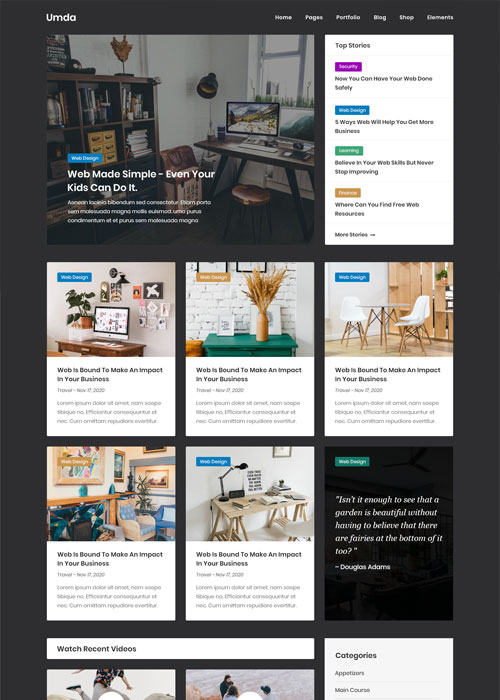 Umda
Home Pages Portfolio Blog Shop Elements
Web Design
Web Made Simple - Even Your
Kids Can Do It.
Aenean lacinia bibendum sed consectetur. Etiam porta
sem malesuada magna mollis euismod. urna purus
condimentum et et purus malesuada magna
Top Stories
Security
Now You Can Have Your Web Done
Safely
Web Design
5 Ways Web Will Help You Get More
Business
Learning
Believe In Your Web Skills But Never
Stop Improving
Finance
Where Can You Find Free Web
Resources
More Stories
Web Design
Web Is Bound To Make An Impact
In Your Business
Travel - Nov 17, 2020
Lorem ipsum dolor sit amet, nam saepe
tibique no. Efficiantur consequuntur et
nec. Cum omittam repudiare evertitur.
Web Design
Web Is Bound To Make An Impact
In Your Business
Travel - Nov 17, 2020
Lorem ipsum dolor sit amet, nam saepe
tibique no. Efficiantur consequuntur et
nec. Cum omittam repudiare evertitur.
Web Design
Web Is Bound To Make An Impact
In Your Business
Travel - Nov 17, 2020
Lorem ipsum dolor sit amet, nam saepe
tibique no. Efficiantur consequuntur et
nec. Cum omittam repudiare evertitur.
Web Design
Web Is Bound To Make An Impact
In Your Business
Travel - Nov 17, 2020
Lorem ipsum dolor sit amet, nam saepe
tibique no. Efficiantur consequuntur et
nec. Cum omittam repudiare evertitur.
Web Design
Web Is Bound To Make An Impact
In Your Business
Travel - Nov 17, 2020
Lorem ipsum dolor sit amet, nam saepe
tibique no. Efficiantur consequuntur et
nec. Cum omittam repudiare evertitur.
Web Design
"Isn't it enough to see that a
garden is beautiful without
having to believe that there
are fairies at the bottom of it
too? "
– Douglas Adams
Watch Recent Videos
Categories
Appetizers
Main Course